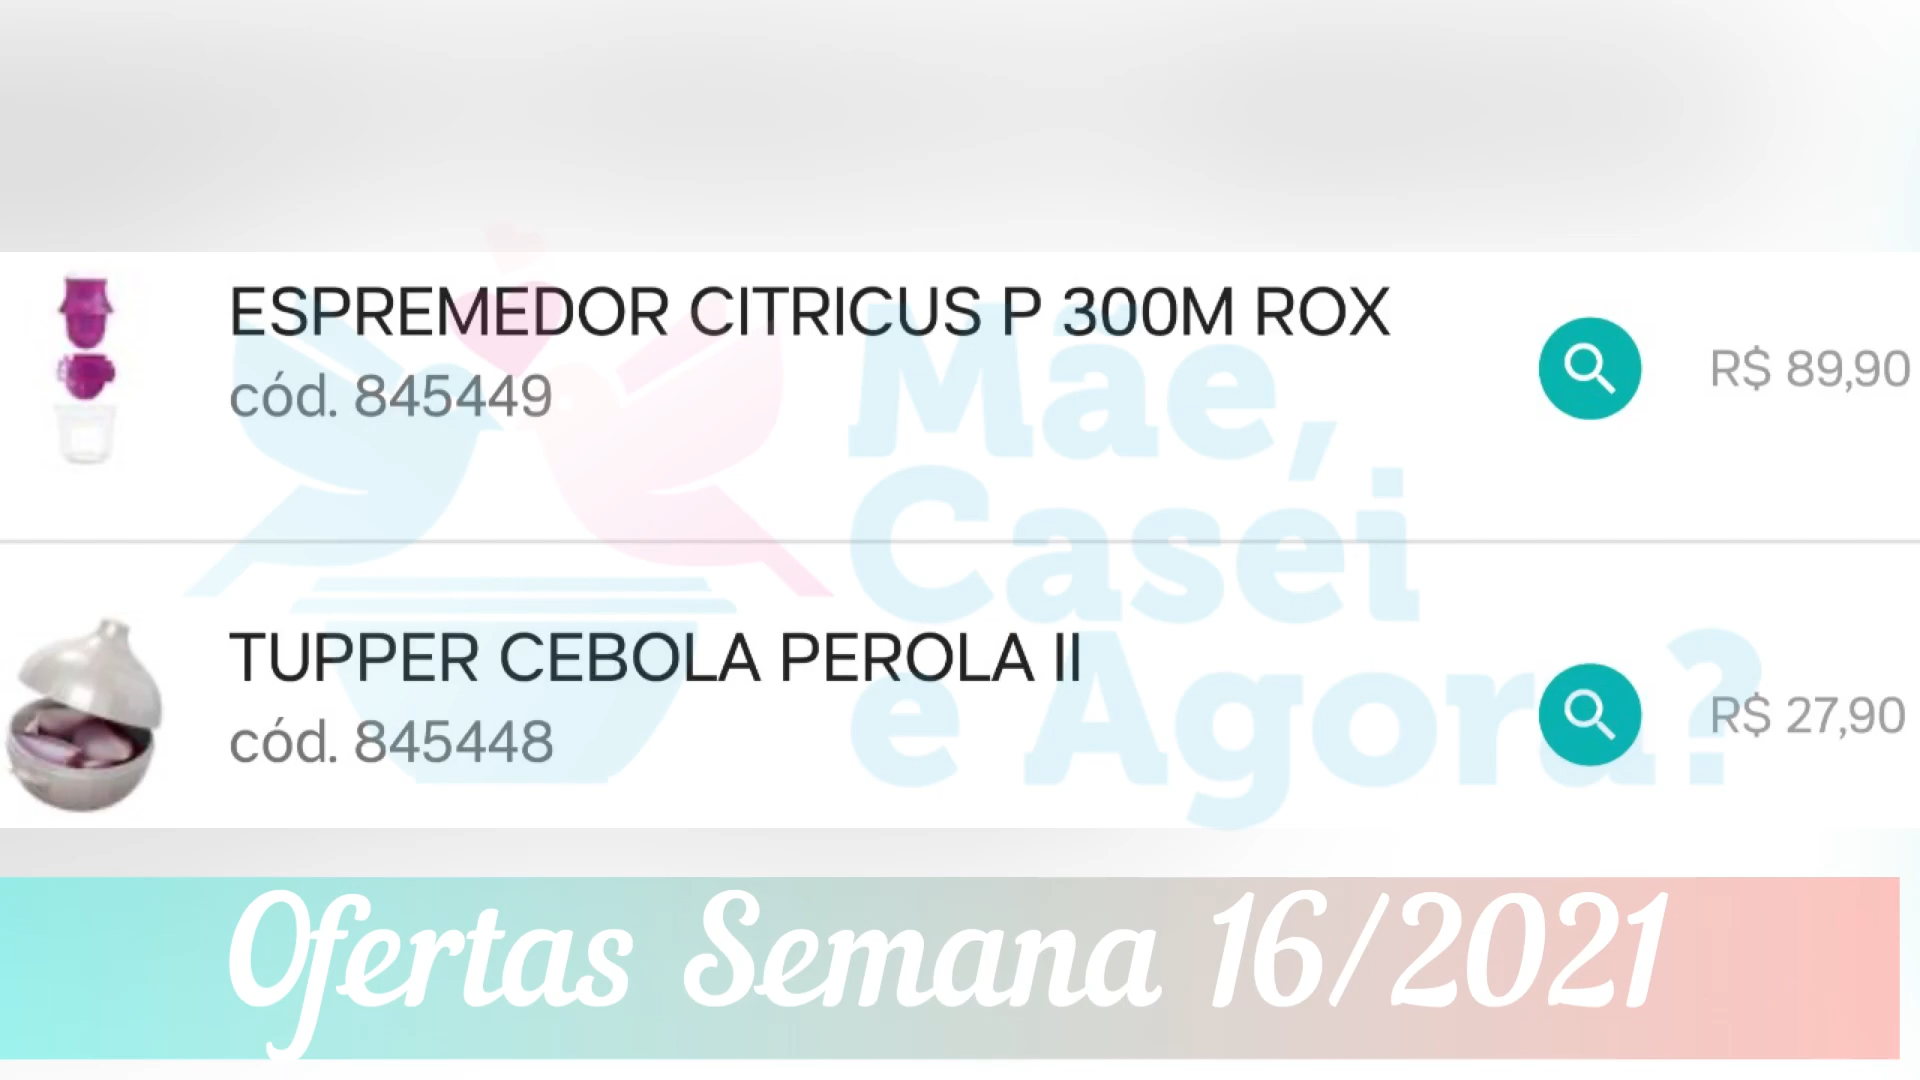 ESPREMEDOR CITRICUS P 300M ROX
cód. 845449
R$ 89,90
TUPPER CEBOLA PEROLA II
cód. 845448
R$ 27,90
Mãe,
Casei
e Agora?
Ofertas Semana 16/2021